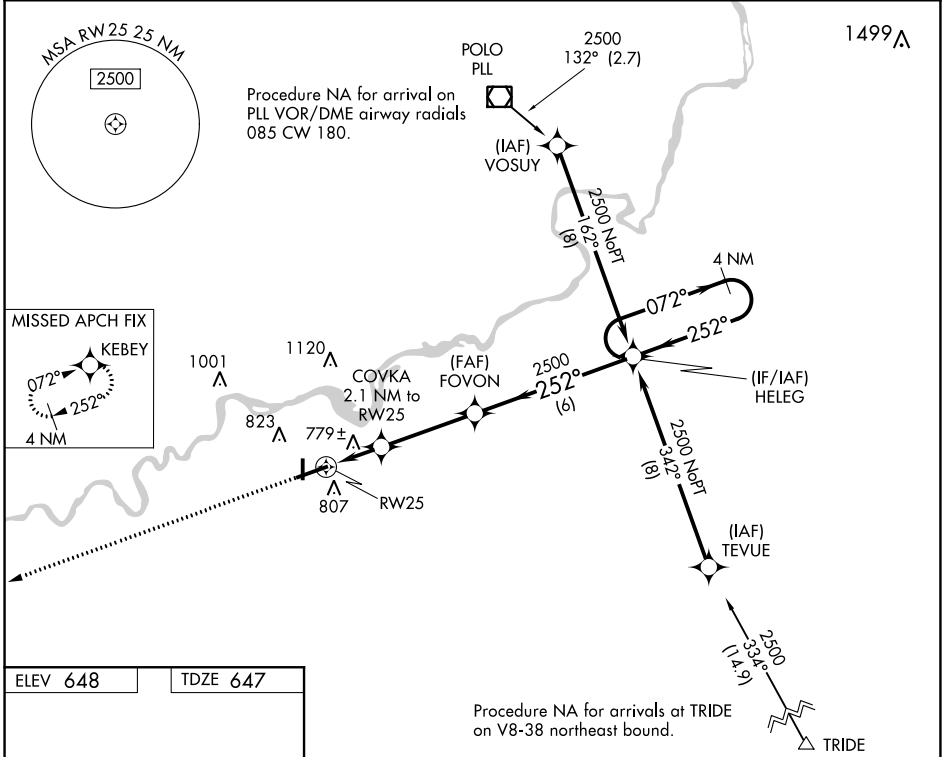 MSA RW25 25 NM
2500
Procedure NA for arrival on
PLL VOR/DME airway radials
085 CW 180.
POLO
PLL
2500
132° (2.7)
1499
(IAF)
VOSUY
2500 NoPT
162°
(8)
4 NM
072°
252°
(IF/IAF)
HELEG
MISSED APCH FIX
KEBEY
072°
252°
4 NM
1001
1120
823
779±
807
COVKA
2.1 NM to
RW25
(FAF)
FOVON
2500
252°
(6)
RW25
2500 NoPT
342°
(8)
(IAF)
TEVUE
2500
334°
(14.9)
TRIDE
Procedure NA for arrivals at TRIDE
on V8-38 northeast bound.
ELEV 648
TDZE 647